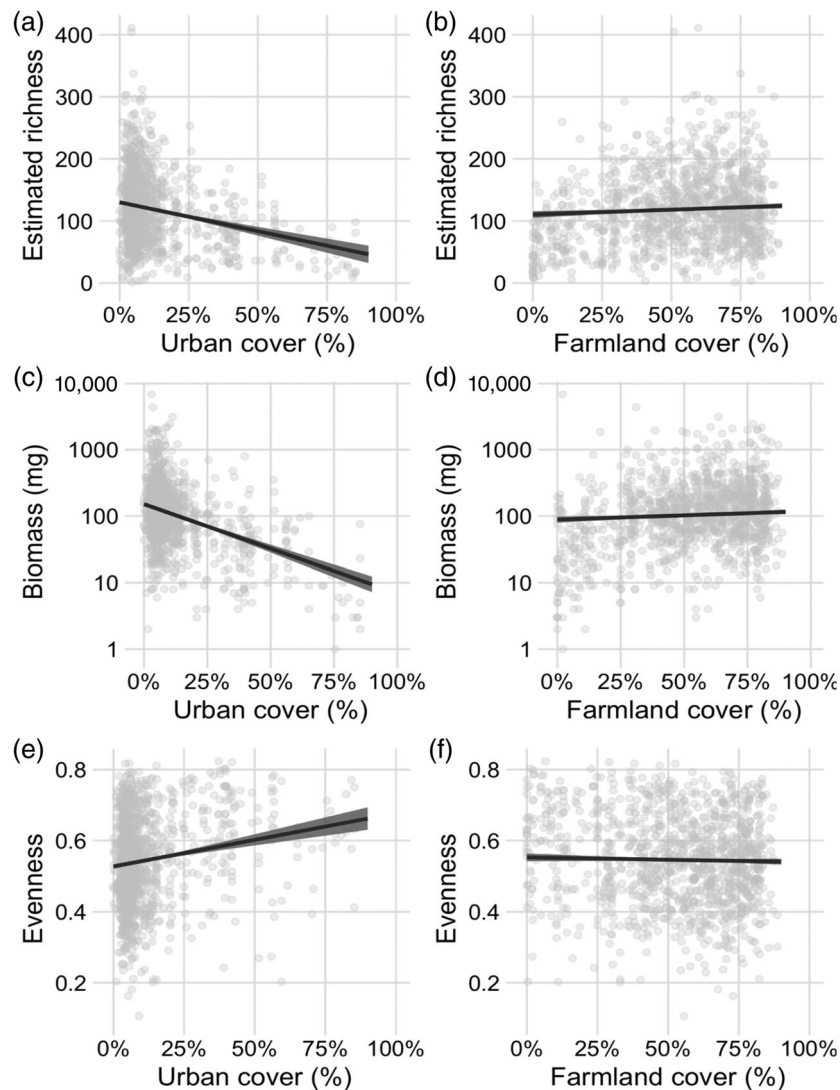 (a)
Estimated richness
400
300
200
100
0
0% 25% 50% 75% 100%
Urban cover (%)
(b)
Estimated richness
400
300
200
100
0
0% 25% 50% 75% 100%
Farmland cover (%)
(c)
Biomass (mg)
10,000
1000
100
10
1
0% 25% 50% 75% 100%
Urban cover (%)
(d)
Biomass (mg)
10,000
1000
100
10
1
0% 25% 50% 75% 100%
Farmland cover (%)
(e)
Evenness
0.8
0.6
0.4
0.2
0% 25% 50% 75% 100%
Urban cover (%)
(f)
Evenness
0.8
0.6
0.4
0.2
0% 25% 50% 75% 100%
Farmland cover (%)